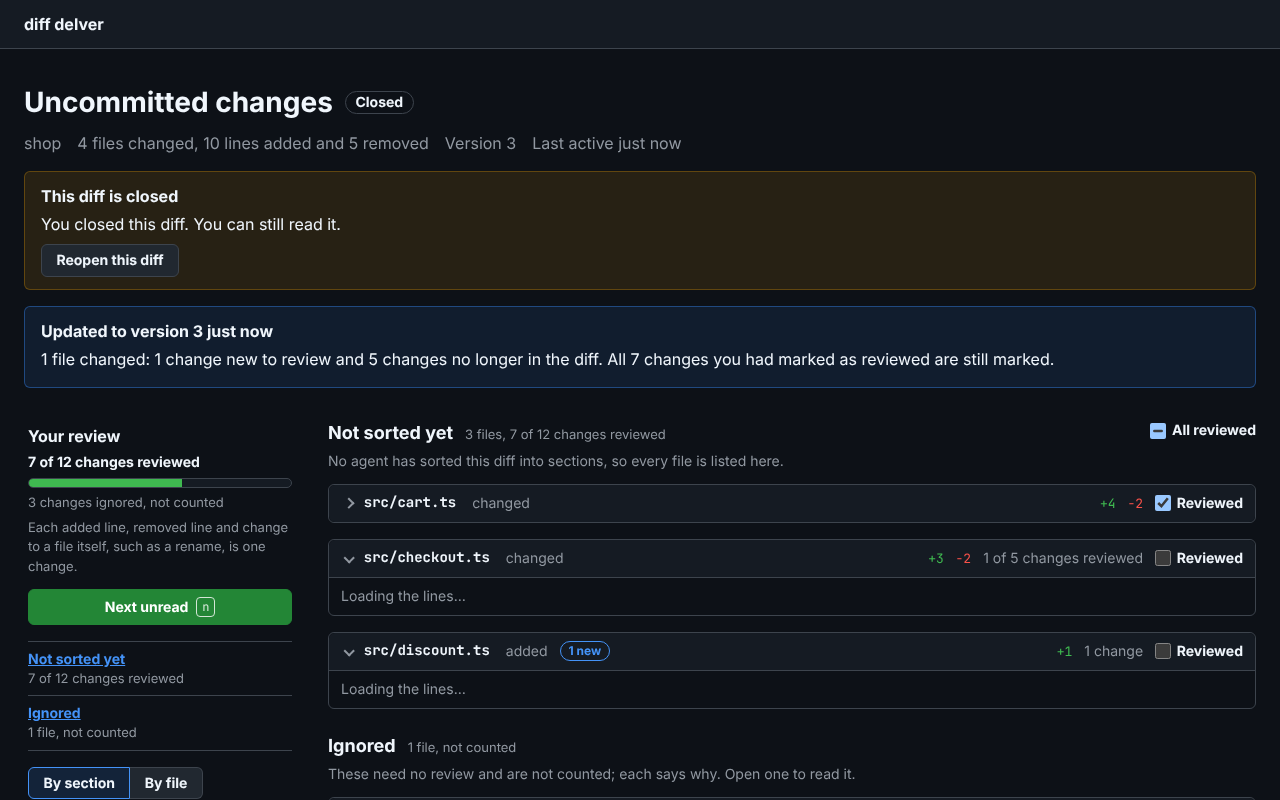 diff delver
Uncommitted changes Closed
shop 4 files changed, 10 lines added and 5 removed Version 3 Last active just now
This diff is closed
You closed this diff. You can still read it.
Reopen this diff
Updated to version 3 just now
1 file changed: 1 change new to review and 5 changes no longer in the diff. All 7 changes you had marked as reviewed are still marked.
Your review
7 of 12 changes reviewed
3 changes ignored, not counted
Each added line, removed line and change
to a file itself, such as a rename, is one
change.
Next unread n
Not sorted yet
7 of 12 changes reviewed
Ignored
1 file, not counted
By section By file
Not sorted yet 3 files, 7 of 12 changes reviewed All reviewed
No agent has sorted this diff into sections, so every file is listed here.
src/cart.ts changed +4 -2 Reviewed
src/checkout.ts changed +3 -2 1 of 5 changes reviewed Reviewed
Loading the lines...
src/discount.ts added 1 new +1 1 change Reviewed
Loading the lines...
Ignored 1 file, not counted
These need no review and are not counted; each says why. Open one to read it.